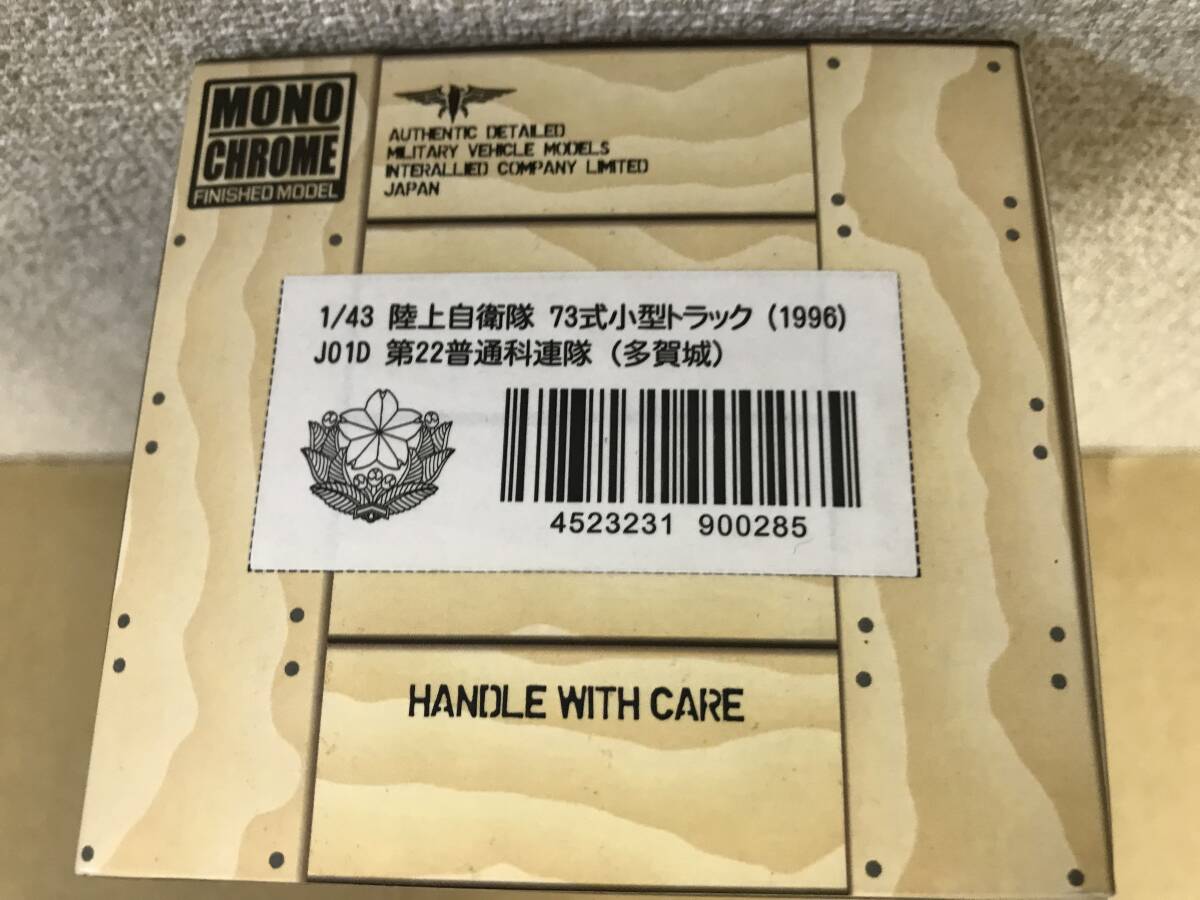 MONO
CHROME
FINISHED MODEL
AUTHENTIC DETAILED
MILITARY VEHICLE MODELS
INTERALLIED COMPANY LIMITED
JAPAN
1/43 陸上自衛隊 73式小型トラック (1996)
J01D 第22普通科連隊 (多賀城)
4523231 900285
HANDLE WITH CARE